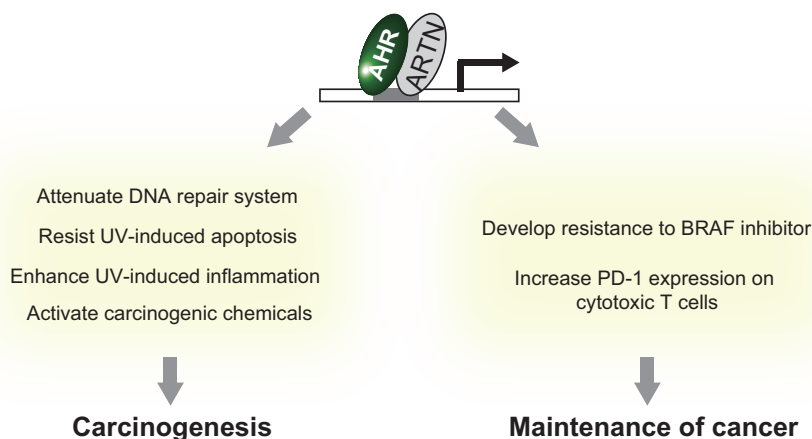 AHR
ARTN
Attenuate DNA repair system
Resist UV-induced apoptosis
Enhance UV-induced inflammation
Activate carcinogenic chemicals
Carcinogenesis
Develop resistance to BRAF inhibitor
Increase PD-1 expression on
cytotoxic T cells
Maintenance of cancer